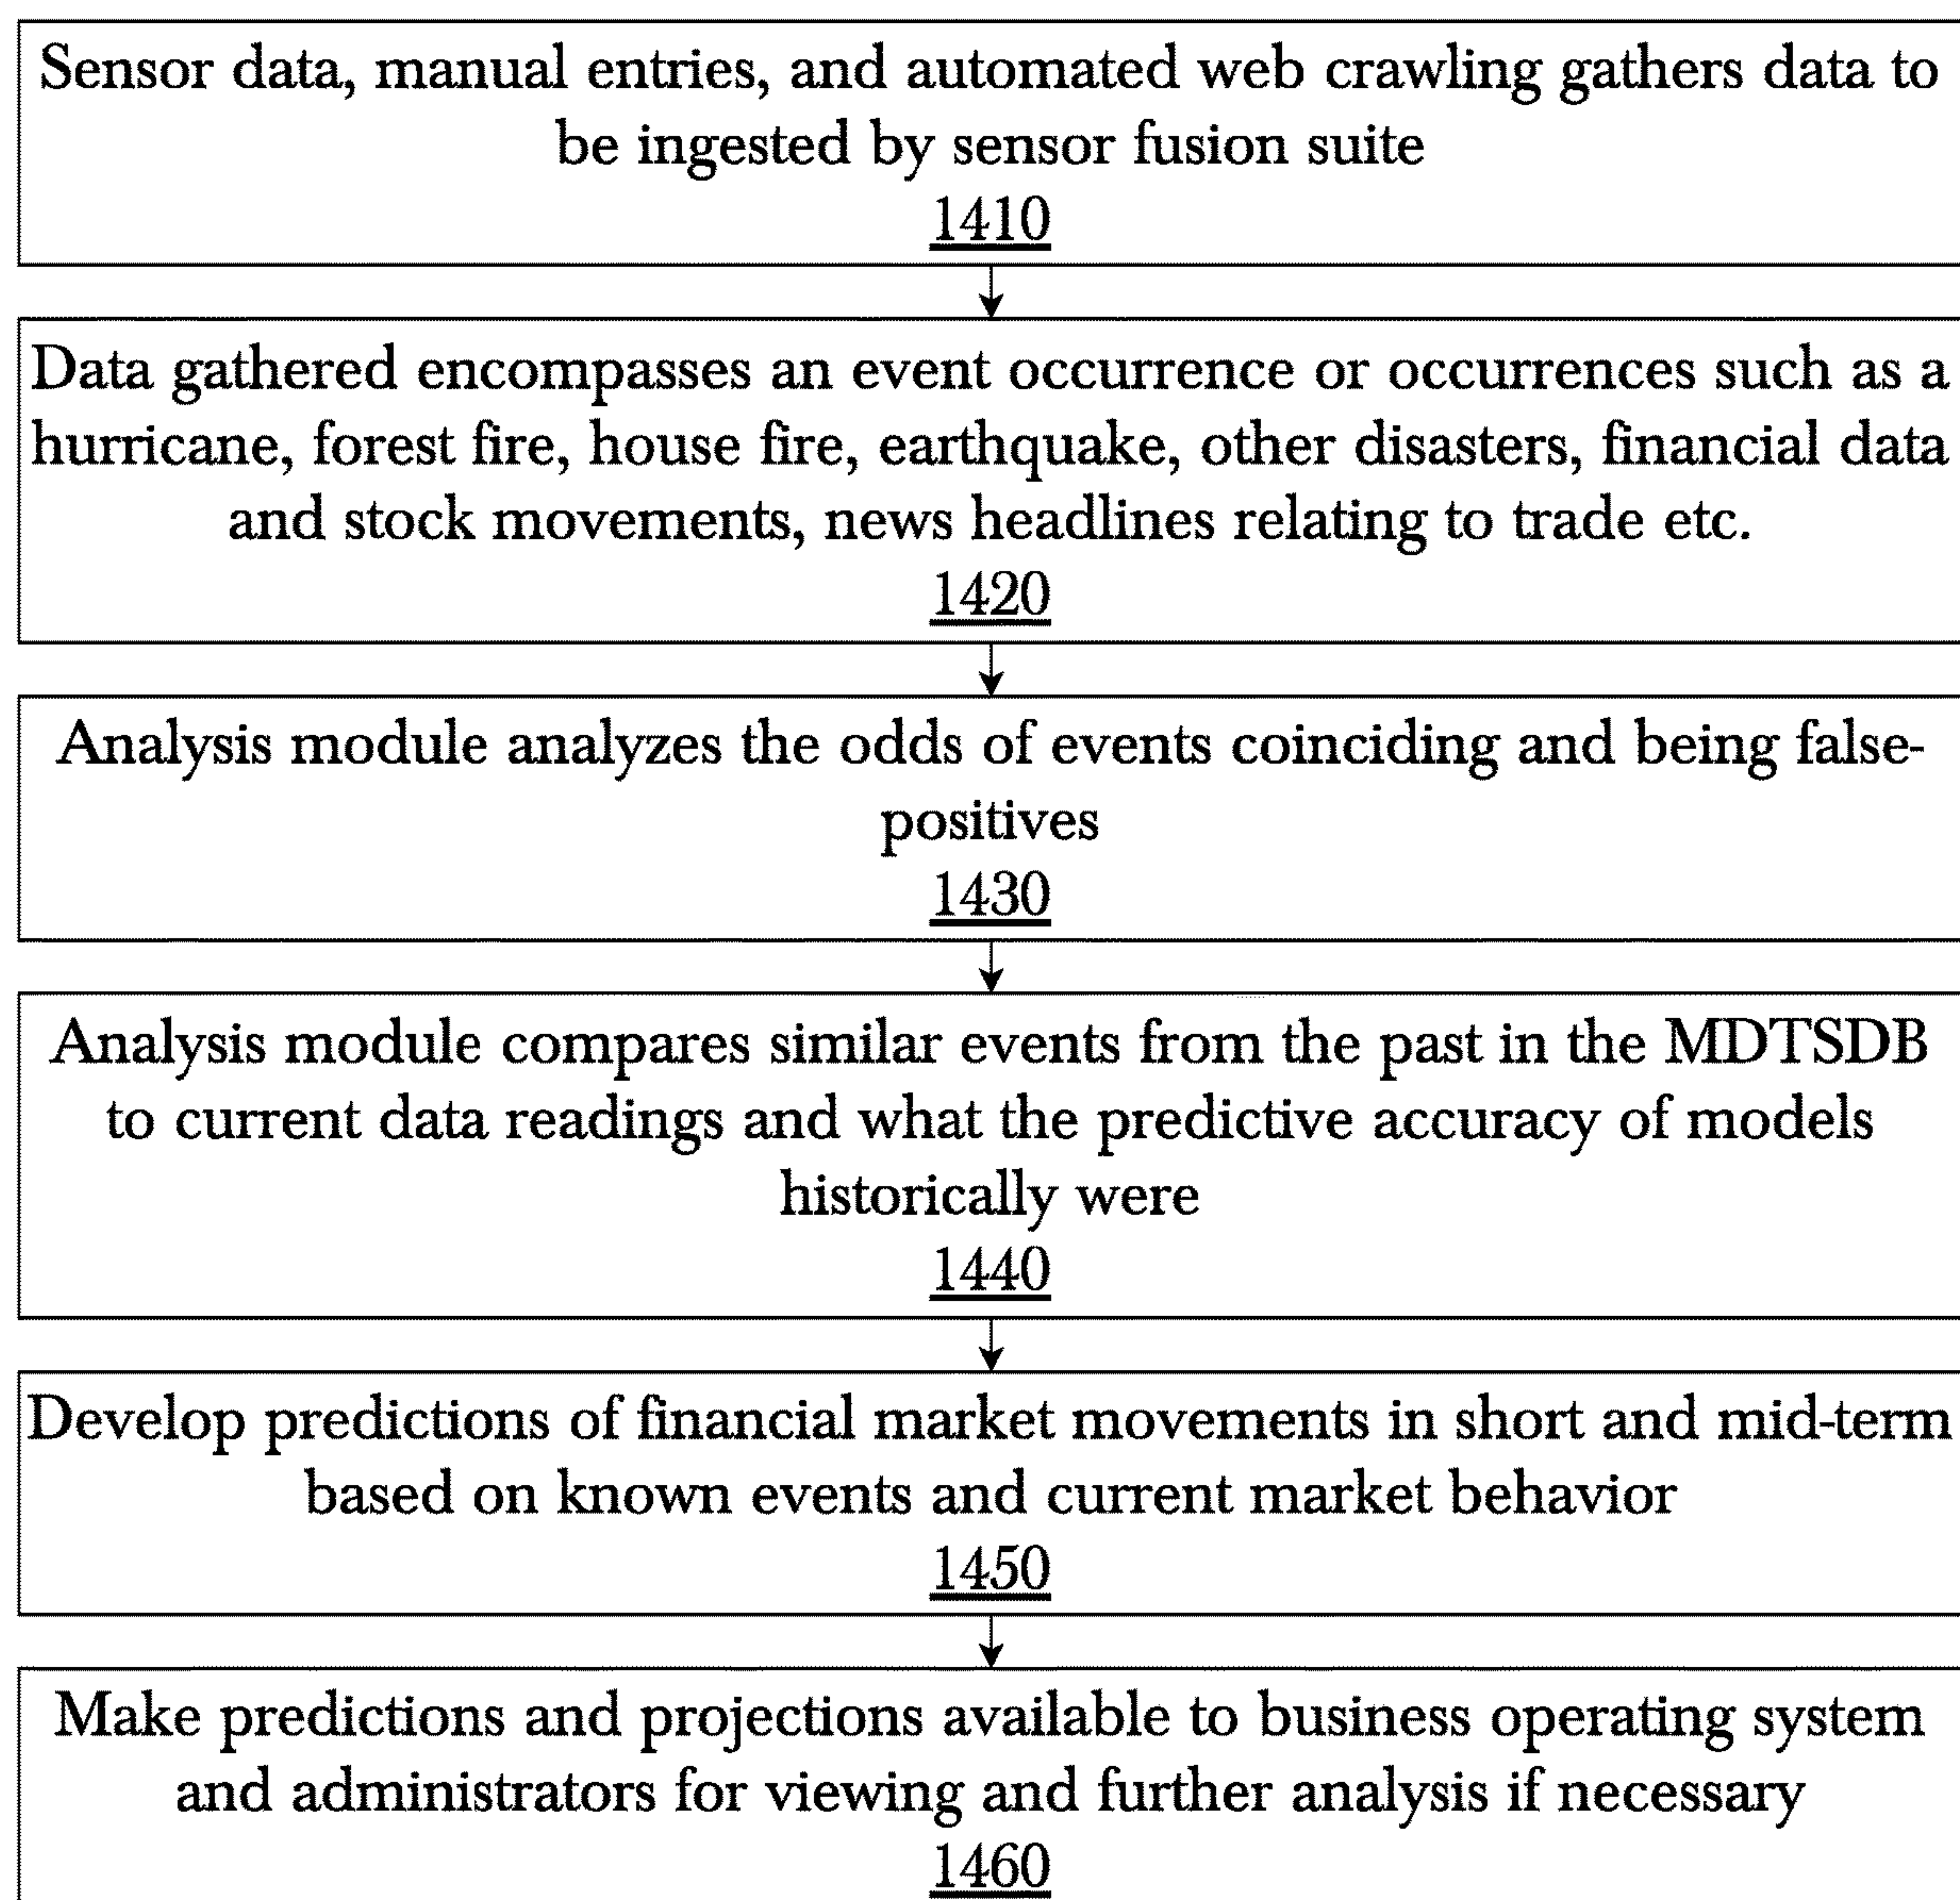 Sensor data, manual entries, and automated web crawling gathers data to
be ingested by sensor fusion suite
1410
Data gathered encompasses an event occurrence or occurrences such as a
hurricane, forest fire, house fire, earthquake, other disasters, financial data
and stock movements, news headlines relating to trade etc.
1420
Analysis module analyzes the odds of events coinciding and being false-
positives
1430
Analysis module compares similar events from the past in the MDTSDB
to current data readings and what the predictive accuracy of models
historically were
1440
Develop predictions of financial market movements in short and mid-term
based on known events and current market behavior
1450
Make predictions and projections available to business operating system
and administrators for viewing and further analysis if necessary
1460